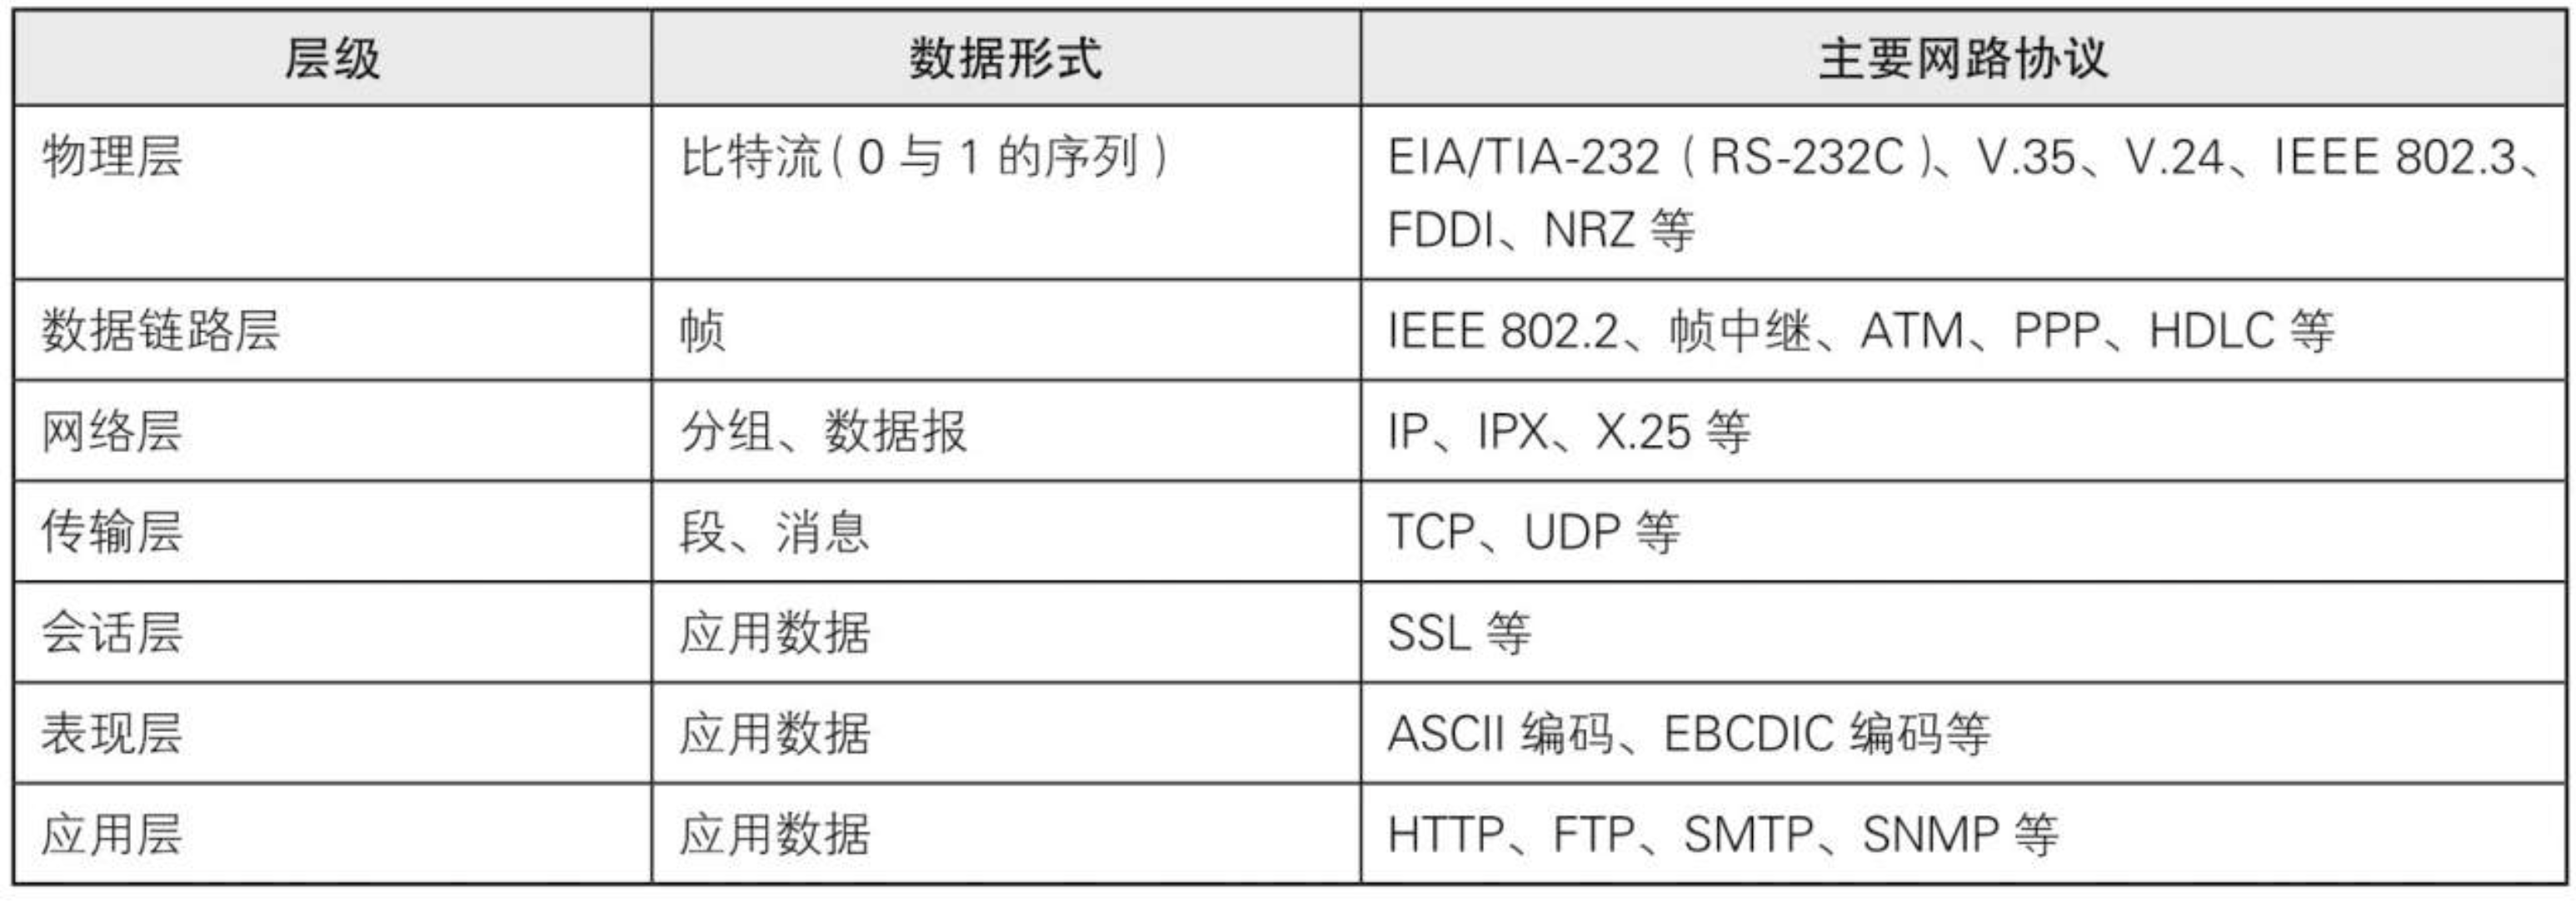 层级 数据形式 主要网路协议
物理层 比特流(0 与 1 的序列) EIA/TIA-232(RS-232C)、V.35、V.24、IEEE 802.3、
FDDI、NRZ 等
数据链路层 帧 IEEE 802.2、帧中继、ATM、PPP、HDLC 等
网络层 分组、数据报 IP、IPX、X.25 等
传输层 段、消息 TCP、UDP 等
会话层 应用数据 SSL 等
表现层 应用数据 ASCII 编码、EBCDIC 编码等
应用层 应用数据 HTTP、FTP、SMTP、SNMP 等